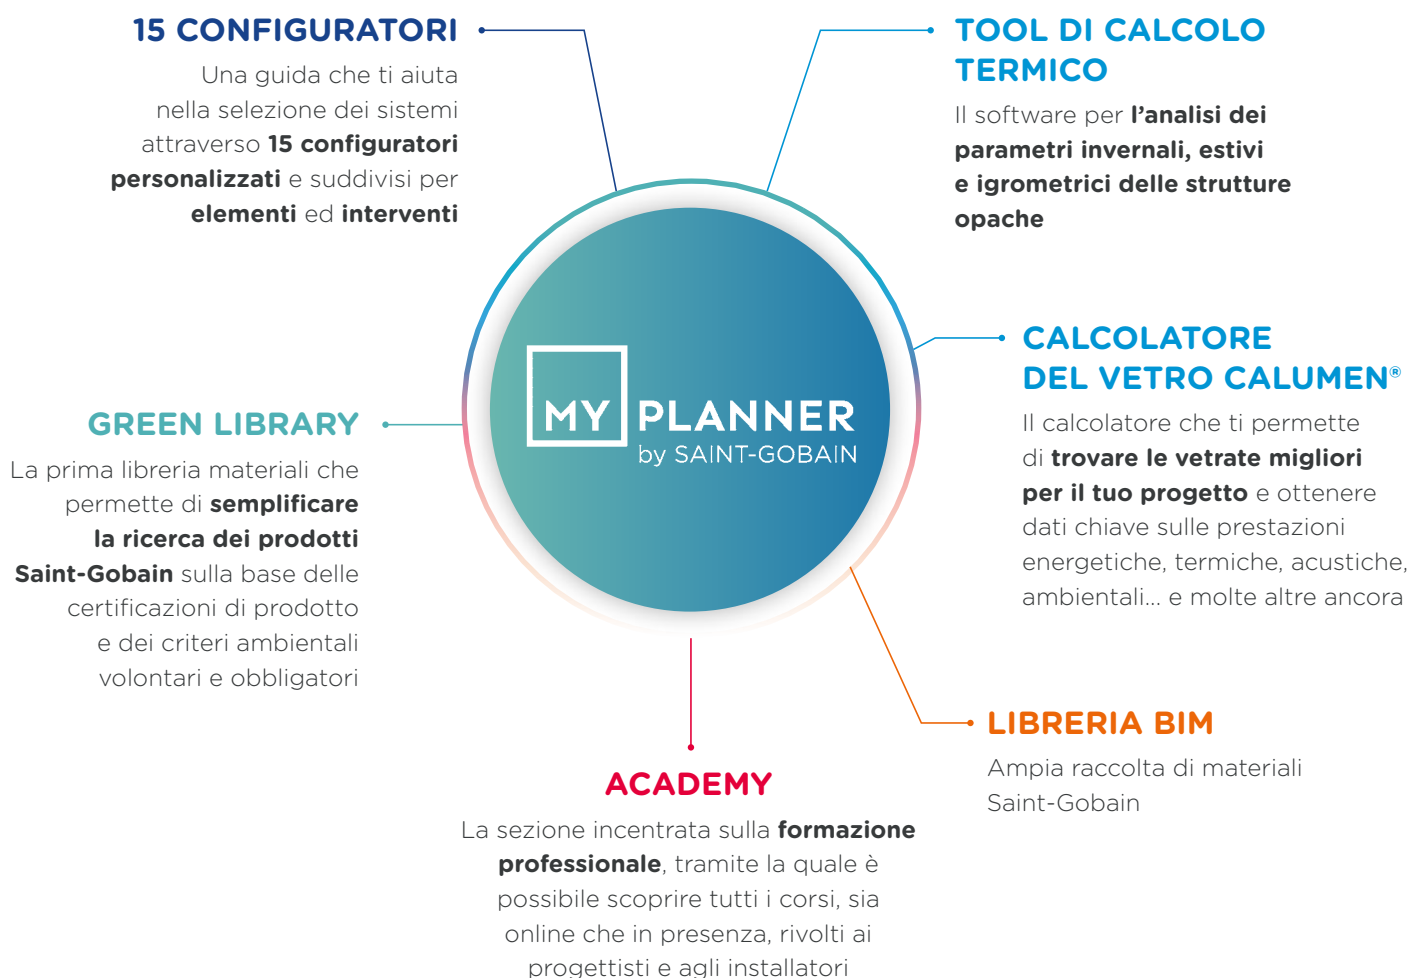 15 CONFIGURATORI
Una guida che ti aiuta
nella selezione dei sistemi
attraverso 15 configuratori
personalizzati e suddivisi per
elementi ed interventi
TOOL DI CALCOLO
TERMICO
Il software per l’analisi dei
parametri invernali, estivi
e igrometrici delle strutture
opache
CALCOLATORE
DEL VETRO CALUMEN®
Il calcolatore che ti permette
di trovare le vetrate migliori
per il tuo progetto e ottenere
dati chiave sulle prestazioni
energetiche, termiche, acustiche,
ambientali... e molte altre ancora
MY PLANNER
by SAINT-GOBAIN
GREEN LIBRARY
La prima libreria materiali che
permette di semplificare
la ricerca dei prodotti
Saint-Gobain sulla base delle
certificazioni di prodotto
e dei criteri ambientali
volontari e obbligatori
LIBRERIA BIM
Ampia raccolta di materiali
Saint-Gobain
ACADEMY
La sezione incentrata sulla formazione
professionale, tramite la quale è
possibile scoprire tutti i corsi, sia
online che in presenza, rivolti ai
progettisti e agli installatori